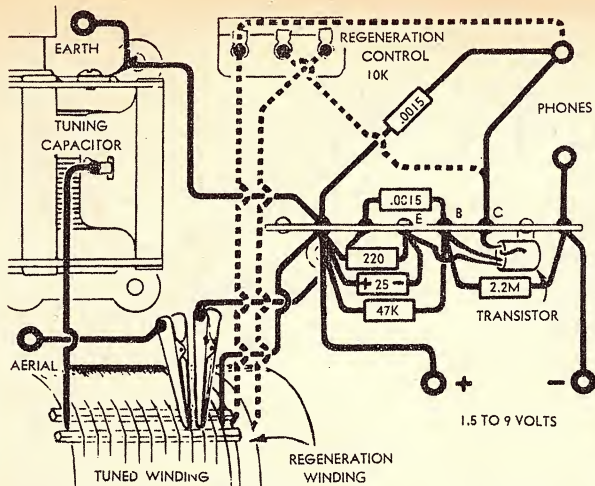 EARTH
REGENERATION
CONTROL
10K
TUNING
CAPACITOR
.0015
PHONES
.0015
E
B
C
220
+ 25 -
47K
2.2M
TRANSISTOR
AERIAL
+
-
1.5 TO 9 VOLTS
TUNED WINDING
REGENERATION
WINDING